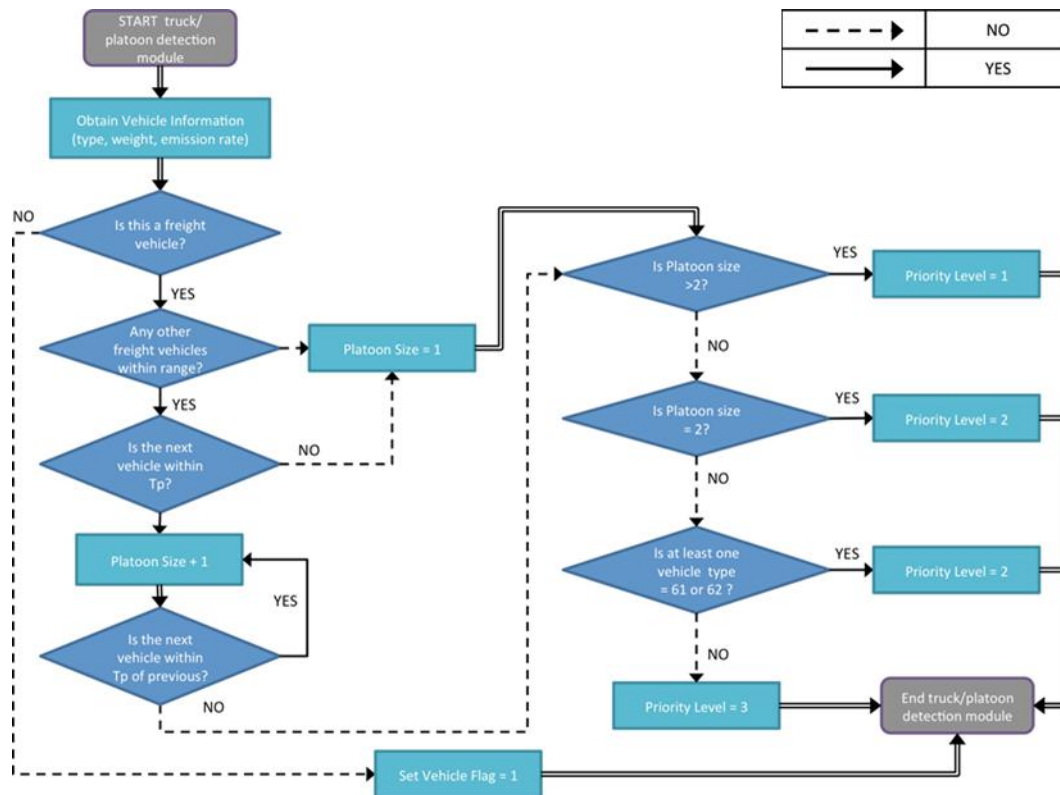 START truck/
platoon detection
module
NO
YES
Obtain Vehicle Information
(type, weight, emission rate)
NO
Is this a freight
vehicle?
YES
Any other
freight vehicles
within range?
Platoon Size = 1
YES
Is the next
vehicle within
Tp?
NO
Platoon Size + 1
YES
Is the next
vehicle within
Tp of previous?
NO
Set Vehicle Flag = 1
Is Platoon size
>2?
YES
Priority Level = 1
NO
Is Platoon size
= 2?
YES
Priority Level = 2
NO
Is at least one
vehicle type
= 61 or 62 ?
YES
Priority Level = 2
NO
Priority Level = 3
End truck/platoon
detection module